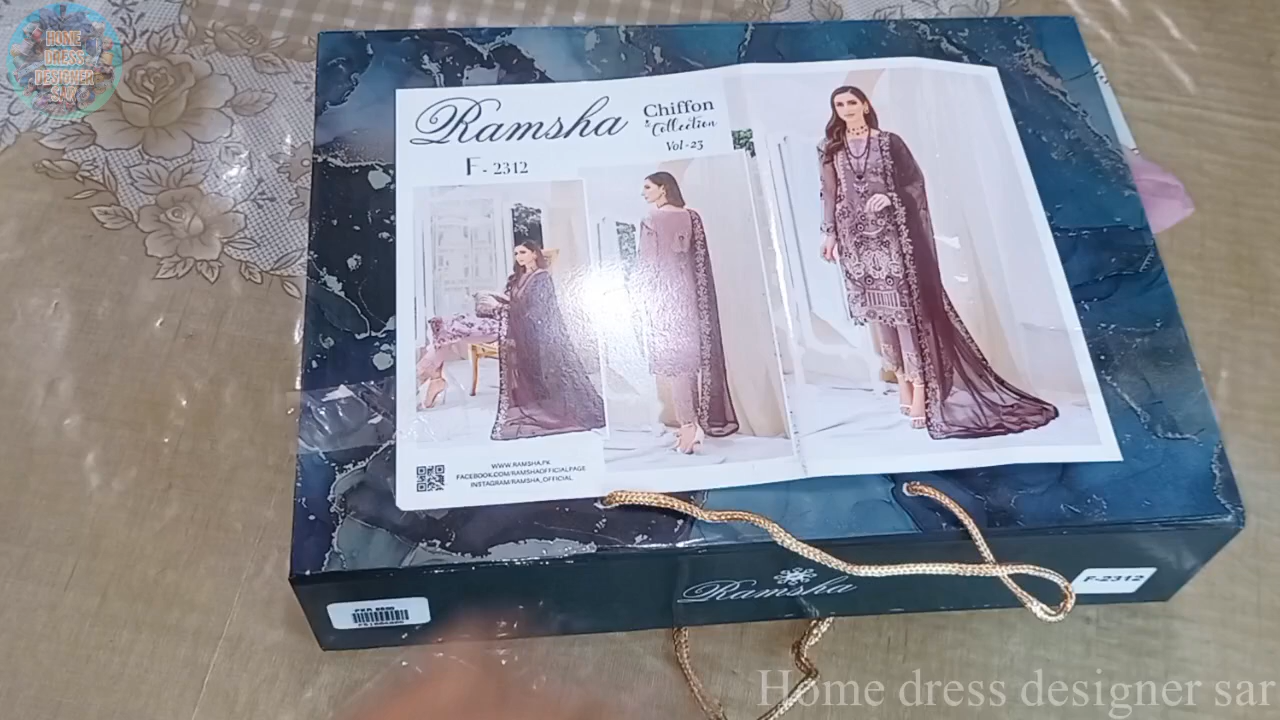 HOME
DRESS
DESIGNER
SAR
Ramsha
Chiffon
Collection
Vol-23
F-2312
WWW.RAMSHA.PK
FACEBOOK.COM/RAMSHAOFFICIALPAGE
INSTAGRAM/RAMSHA_OFFICIAL
Ramsha
F-2312
Home dress designer sar